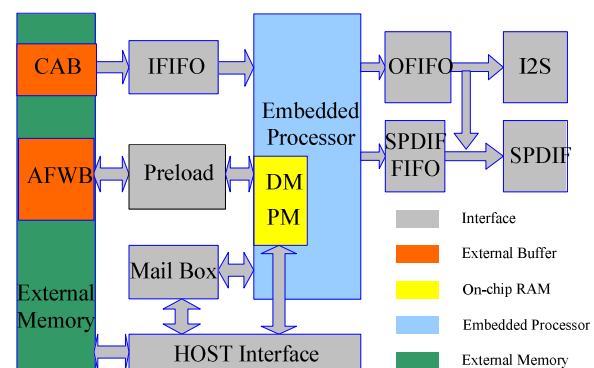 CAB
IFIFO
OFIFO
I2S
Embedded
Processor
SPDIF
FIFO
SPDIF
AFWB
Preload
DM
PM
Interface
External Buffer
Mail Box
On-chip RAM
External
Memory
Embedded Processor
HOST Interface
External Memory